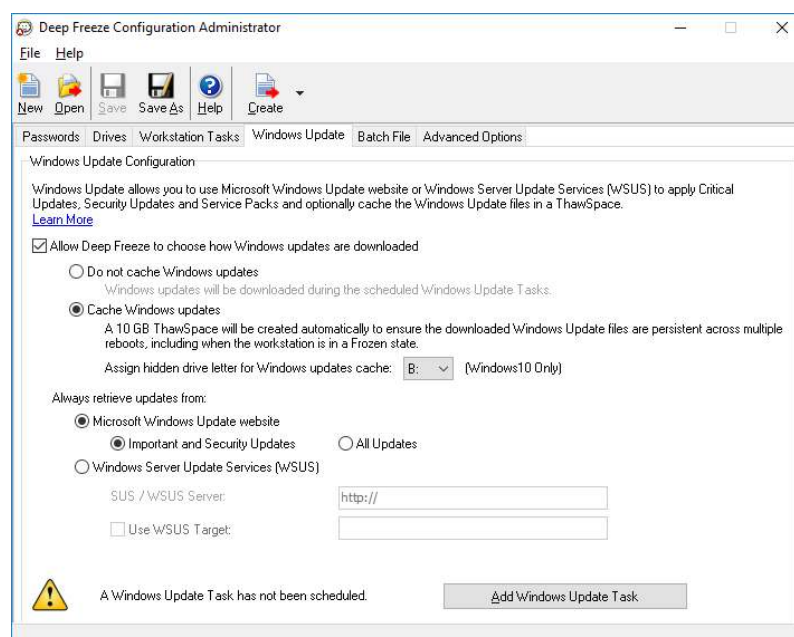 Deep Freeze Configuration Administrator
File Help
New Open Save Save As Help Create
Passwords Drives Workstation Tasks Windows Update Batch File Advanced Options
Windows Update Configuration
Windows Update allows you to use Microsoft Windows Update website or Windows Server Update Services (WSUS) to apply Critical
Updates, Security Updates and Service Packs and optionally cache the Windows Update files in a ThawSpace.
Learn More
Allow Deep Freeze to choose how Windows updates are downloaded
Do not cache Windows updates
Windows updates will be downloaded during the scheduled Windows Update Tasks.
Cache Windows updates
A 10 GB ThawSpace will be created automatically to ensure the downloaded Windows Update files are persistent across multiple
reboots, including when the workstation is in a Frozen state.
Assign hidden drive letter for Windows updates cache: B: (Windows10 Only)
Always retrieve updates from:
Microsoft Windows Update website
Important and Security Updates All Updates
Windows Server Update Services (WSUS)
SUS / WSUS Server: http://
Use WSUS Target:
A Windows Update Task has not been scheduled. Add Windows Update Task